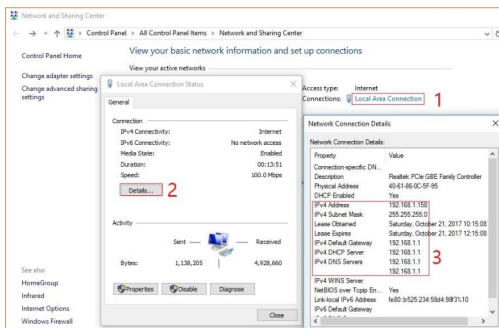 Network and Sharing Center
Control Panel > All Control Panel Items > Network and Sharing Center
Control Panel Home
Change adapter settings
Change advanced sharing
settings
View your basic network information and set up connections
View your active networks
Access type: Internet
Connections: Local Area Connection
1
Local Area Connection Status
General
Connection
IPv4 Connectivity: Internet
IPv6 Connectivity: No network access
Media State: Enabled
Duration: 00:13:51
Speed: 100.0 Mbps
Details...
2
Activity
Sent — Received
Bytes: 1,138,205 4,928,660
Properties Disable Diagnose
Close
Network Connection Details
Network Connection Details:
Property Value
Connection-specific DN...
Description Realtek PCIe GBE Family Controller
Physical Address 40-61-86-0C-5F-95
DHCP Enabled Yes
IPv4 Address 192.168.1.158
IPv4 Subnet Mask 255.255.255.0
Lease Obtained Saturday, October 21, 2017 10:15:08
Lease Expires Saturday, October 21, 2017 12:15:08
IPv4 Default Gateway 192.168.1.1
IPv4 DHCP Server 192.168.1.1
IPv4 DNS Servers 192.168.1.1
192.168.1.1
3
IPv4 WINS Server
NetBIOS over Tcpip En... Yes
Link-local IPv6 Address fe80::b525:234:58d4:98f3%10
IPv6 Default Gateway
See also
HomeGroup
Infrared
Internet Options
Windows Firewall